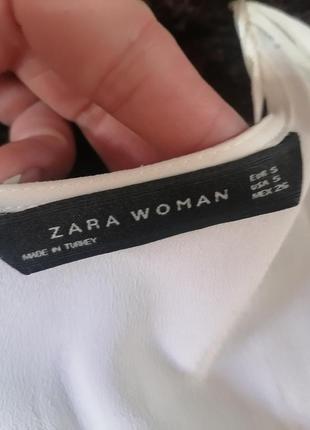 ZARA WOMAN
MADE IN TURKEY
EUR S
USA S
MEX 26